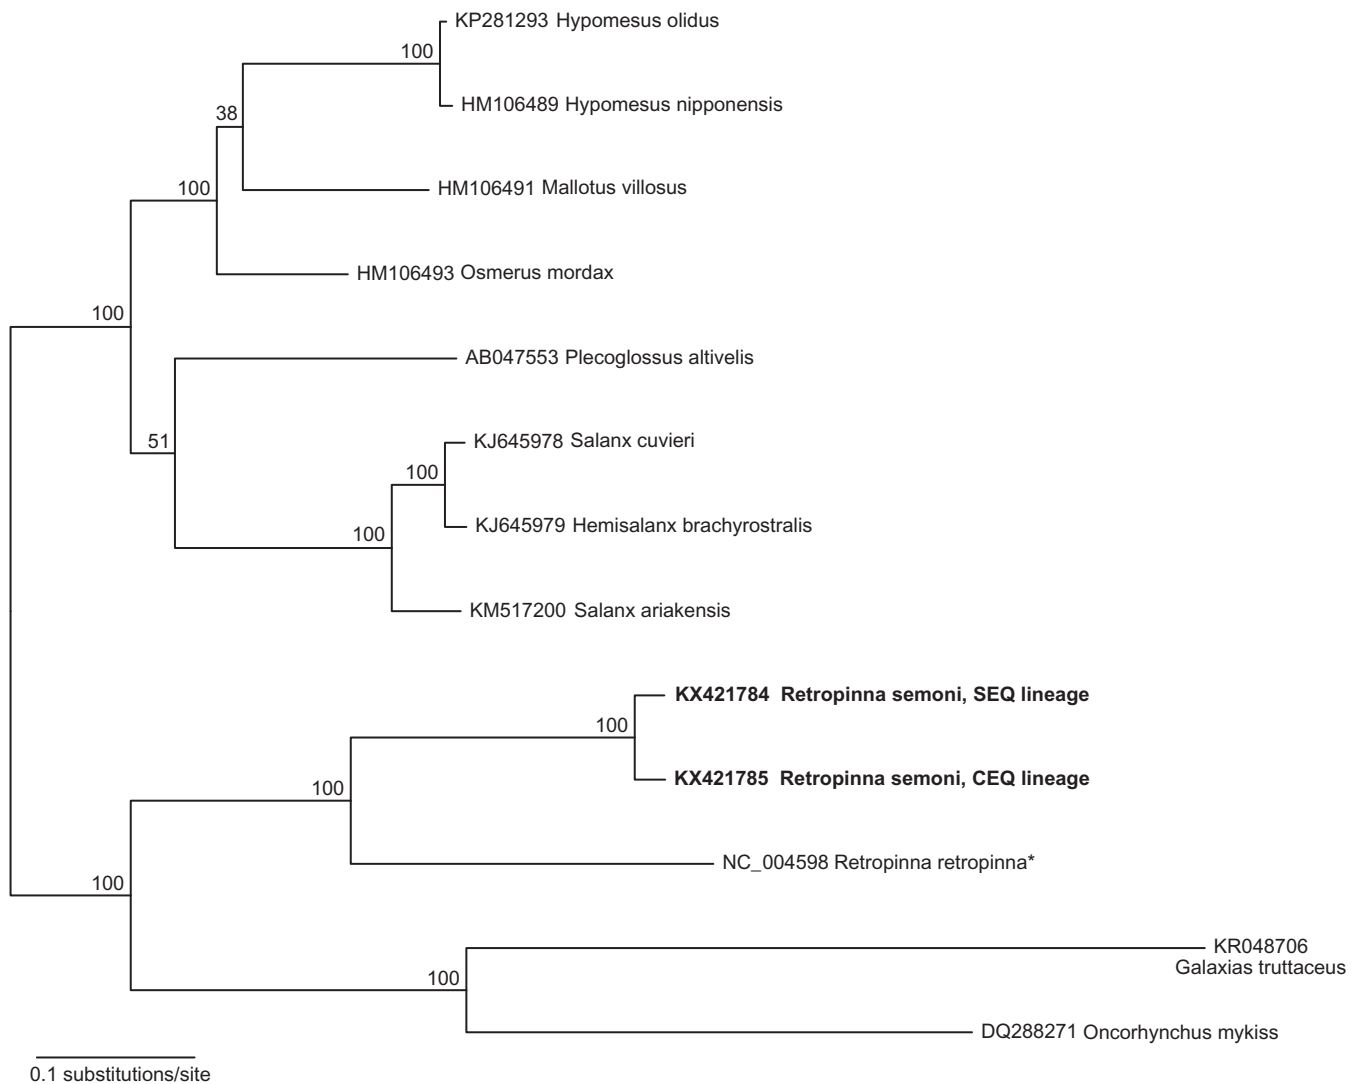 KP281293 Hypomesus olidus
100
HM106489 Hypomesus nipponensis
38
HM106491 Mallotus villosus
100
HM106493 Osmerus mordax
100
AB047553 Plecoglossus altivelis
51
KJ645978 Salanx cuvieri
100
KJ645979 Hemisalanx brachyrostralis
100
KM517200 Salanx ariakensis
KX421784 Retropinna semoni, SEQ lineage
100
KX421785 Retropinna semoni, CEQ lineage
100
NC_004598 Retropinna retropinna*
100
KR048706
Galaxias truttaceus
100
DQ288271 Oncorhynchus mykiss
0.1 substitutions/site